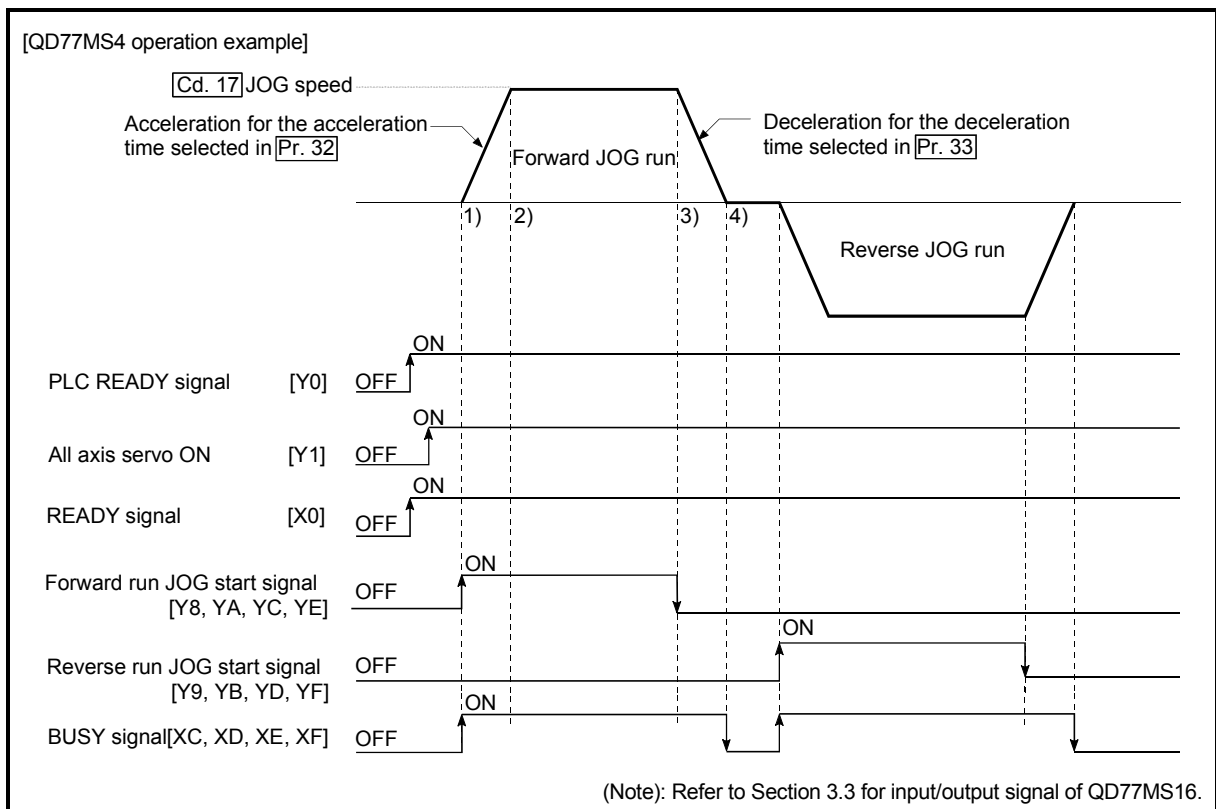 [QD77MS4 operation example]
Cd. 17 JOG speed
Acceleration for the acceleration
time selected in Pr. 32
Forward JOG run
Deceleration for the deceleration
time selected in Pr. 33
1) 2) 3) 4)
Reverse JOG run
ON
PLC READY signal [Y0] OFF
ON
All axis servo ON [Y1] OFF
ON
READY signal [X0] OFF
ON
Forward run JOG start signal OFF
[Y8, YA, YC, YE]
ON
Reverse run JOG start signal OFF
[Y9, YB, YD, YF]
ON
BUSY signal[XC, XD, XE, XF] OFF
(Note): Refer to Section 3.3 for input/output signal of QD77MS16.